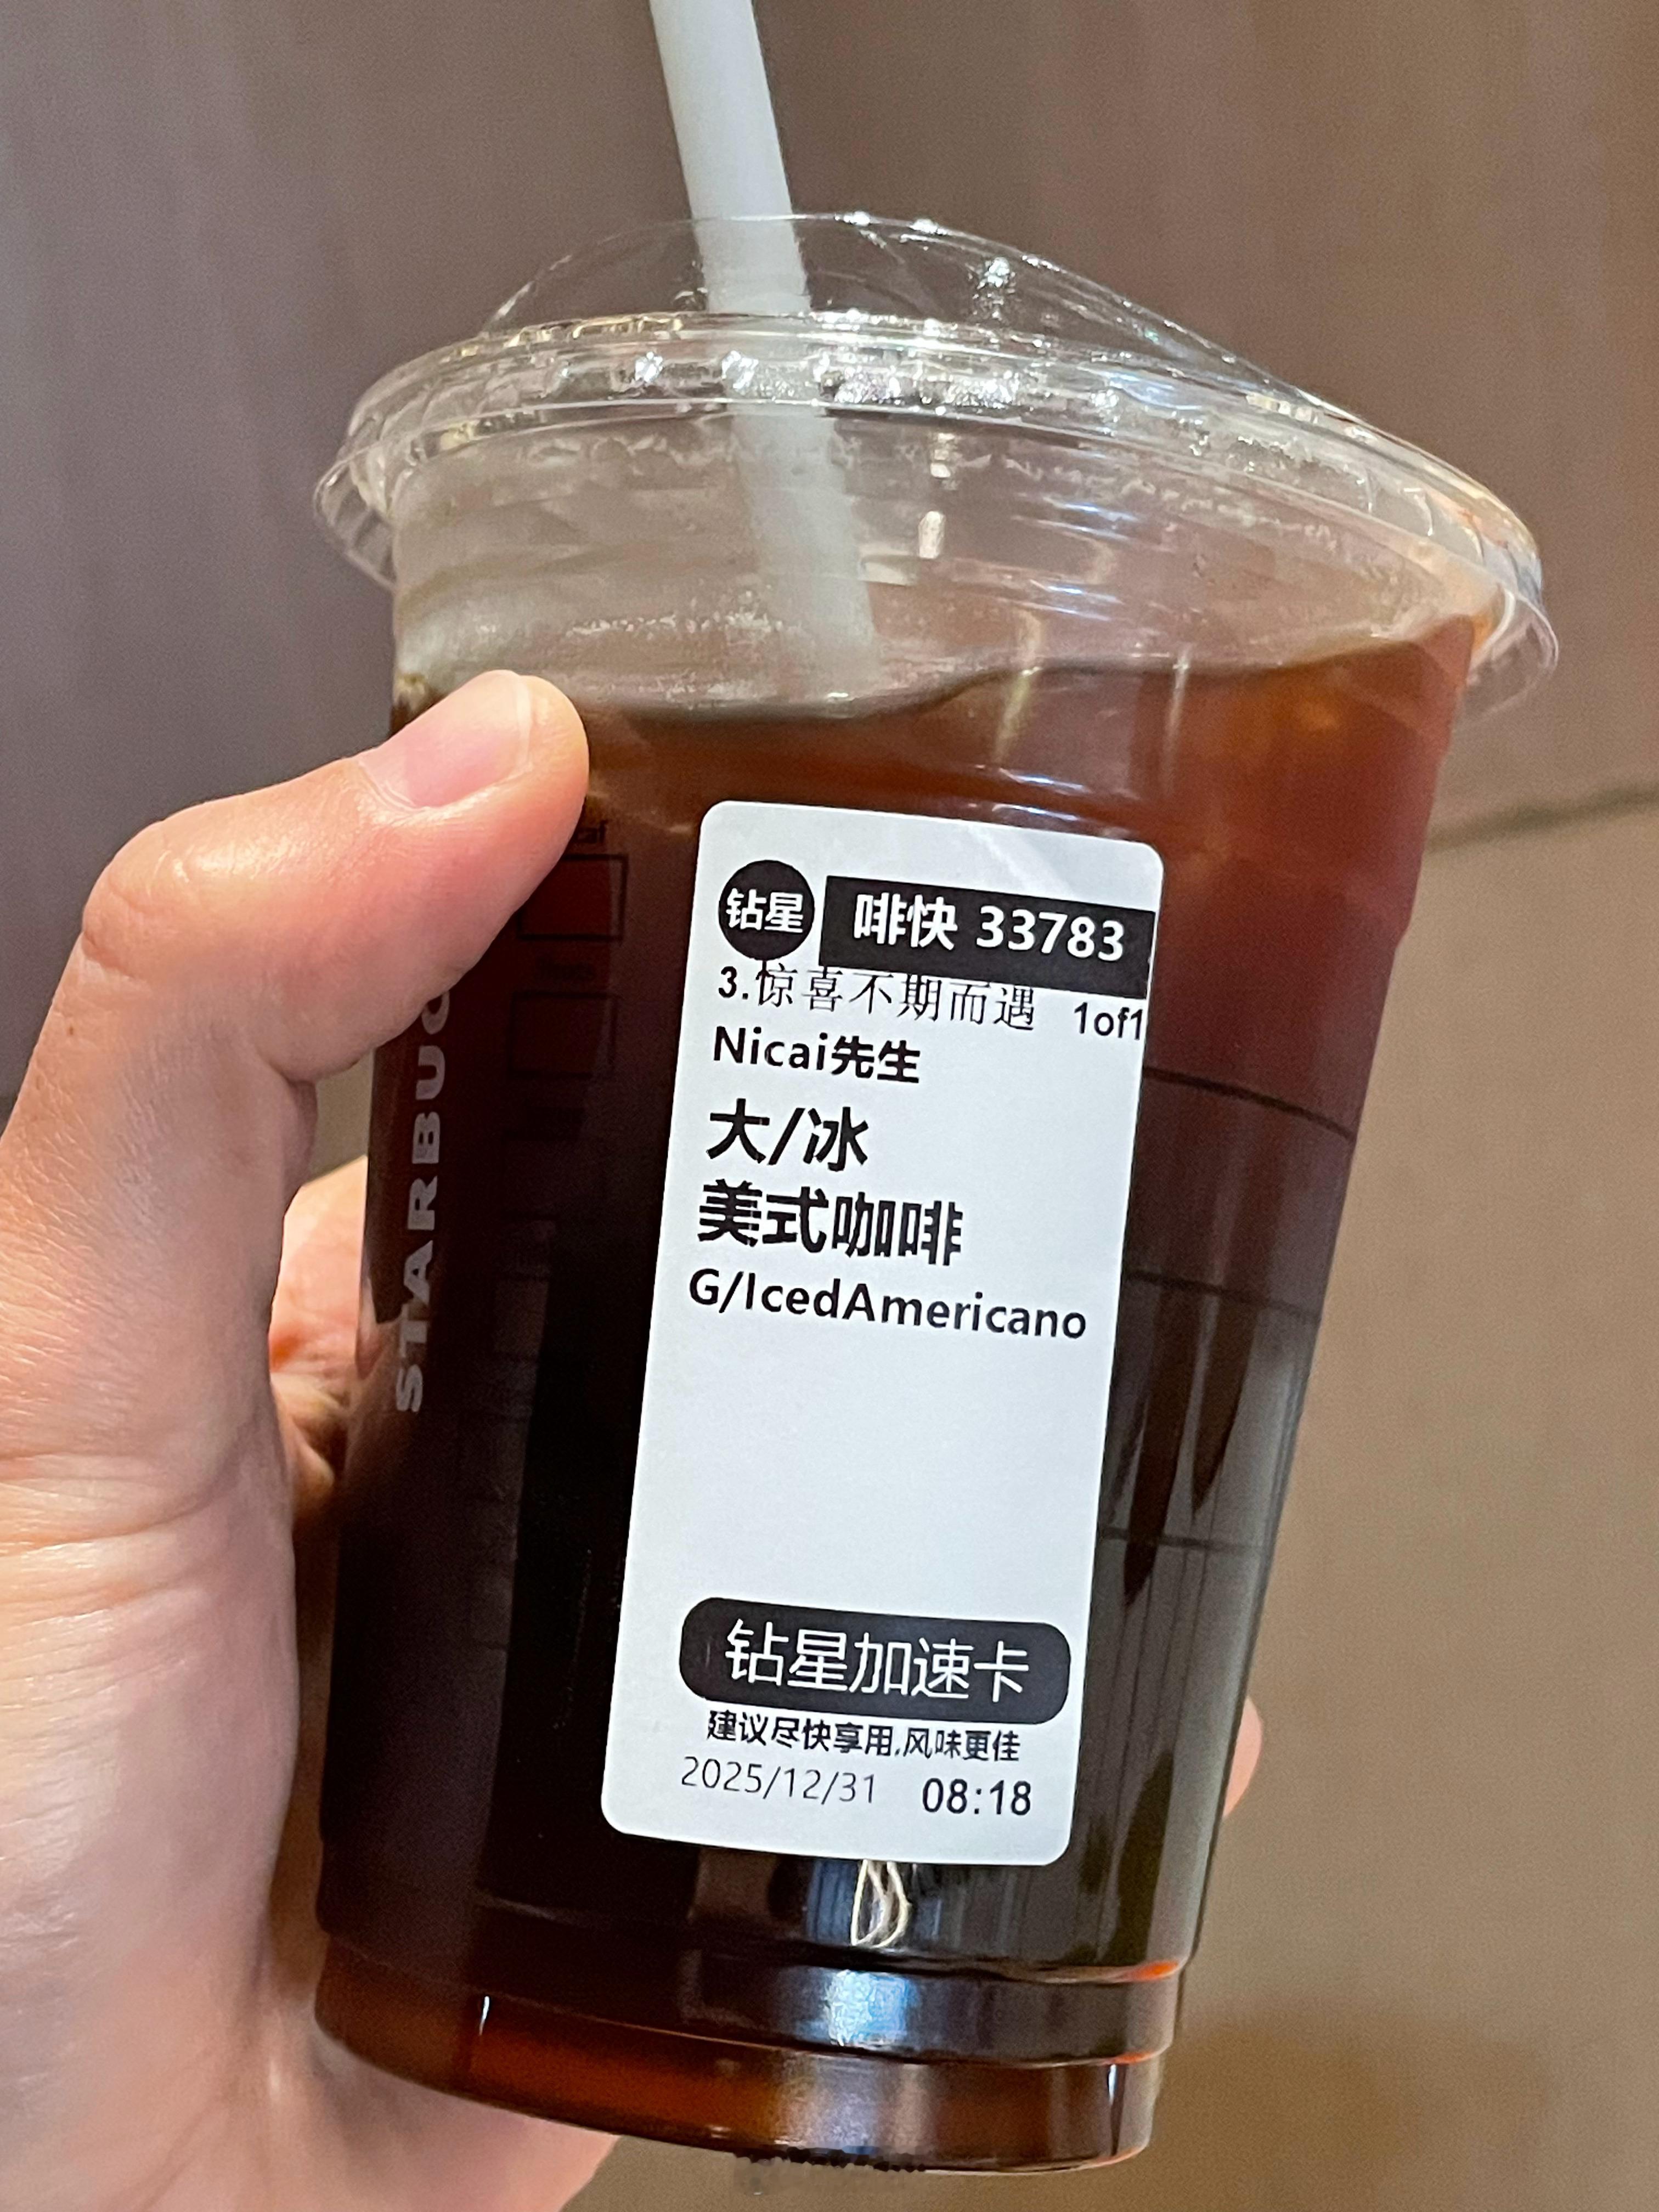 钻星 啡快 33783
3.惊喜不期而遇 1of1
Nicai先生
大/冰
美式咖啡
G/IcedAmericano
钻星加速卡
建议尽快享用,风味更佳
2025/12/31 08:18
STARBUC